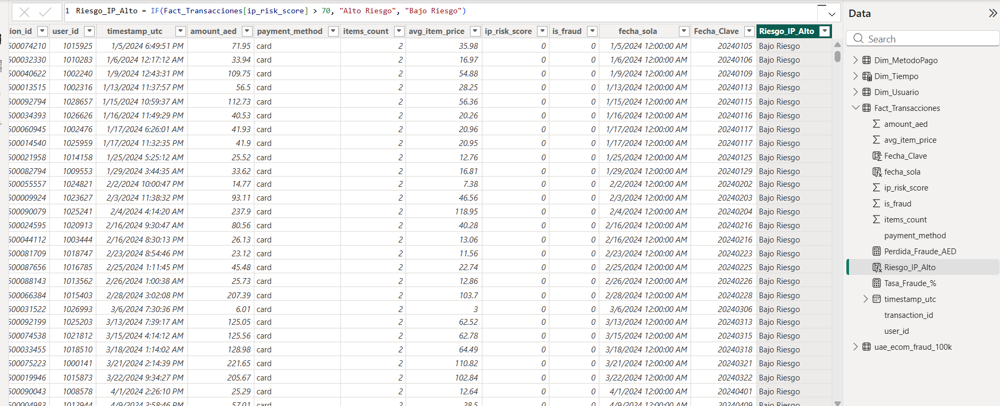 1 Riesgo_IP_Alto = IF(Fact_Transacciones[ip_risk_score] > 70, "Alto Riesgo", "Bajo Riesgo")
tion_id user_id timestamp_utc amount_aed payment_method items_count avg_item_price ip_risk_score is_fraud fecha_sola Fecha_Clave Riesgo_IP_Alto
500074210 1015925 1/5/2024 6:49:51 PM 71.95 card 2 35.98 0 0 1/5/2024 12:00:00 AM 20240105 Bajo Riesgo
500032330 1010283 1/6/2024 12:17:12 AM 33.94 card 2 16.97 0 0 1/6/2024 12:00:00 AM 20240106 Bajo Riesgo
500040622 1002240 1/9/2024 12:43:31 PM 109.75 card 2 54.88 0 0 1/9/2024 12:00:00 AM 20240109 Bajo Riesgo
500013515 1002316 1/13/2024 11:37:57 PM 56.5 card 2 28.25 0 0 1/13/2024 12:00:00 AM 20240113 Bajo Riesgo
500092794 1028657 1/15/2024 10:59:37 AM 112.73 card 2 56.36 0 0 1/15/2024 12:00:00 AM 20240115 Bajo Riesgo
500034393 1026626 1/16/2024 11:49:29 PM 40.53 card 2 20.26 0 0 1/16/2024 12:00:00 AM 20240116 Bajo Riesgo
500060945 1002476 1/17/2024 6:26:01 AM 41.93 card 2 20.96 0 0 1/17/2024 12:00:00 AM 20240117 Bajo Riesgo
500014540 1025959 1/17/2024 11:32:35 PM 41.9 card 2 20.95 0 0 1/17/2024 12:00:00 AM 20240117 Bajo Riesgo
500021958 1014158 1/25/2024 5:25:12 AM 25.52 card 2 12.76 0 0 1/25/2024 12:00:00 AM 20240125 Bajo Riesgo
500082794 1009553 1/29/2024 3:44:35 AM 33.62 card 2 16.81 0 0 1/29/2024 12:00:00 AM 20240129 Bajo Riesgo
500055557 1024821 2/2/2024 10:00:47 PM 14.77 card 2 7.38 0 0 2/2/2024 12:00:00 AM 20240202 Bajo Riesgo
500009924 1023627 2/3/2024 11:38:32 PM 93.11 card 2 46.56 0 0 2/3/2024 12:00:00 AM 20240203 Bajo Riesgo
500090079 1025241 2/4/2024 4:14:20 AM 237.9 card 2 118.95 0 0 2/4/2024 12:00:00 AM 20240204 Bajo Riesgo
500024595 1020913 2/16/2024 9:30:47 AM 80.56 card 2 40.28 0 0 2/16/2024 12:00:00 AM 20240216 Bajo Riesgo
500044112 1003444 2/16/2024 8:30:13 PM 26.13 card 2 13.06 0 0 2/16/2024 12:00:00 AM 20240216 Bajo Riesgo
500081709 1018747 2/23/2024 8:54:46 PM 23.12 card 2 11.56 0 0 2/23/2024 12:00:00 AM 20240223 Bajo Riesgo
500087656 1016785 2/25/2024 1:11:45 PM 45.48 card 2 22.74 0 0 2/25/2024 12:00:00 AM 20240225 Bajo Riesgo
500088143 1013562 2/26/2024 1:00:38 AM 25.73 card 2 12.86 0 0 2/26/2024 12:00:00 AM 20240226 Bajo Riesgo
500066384 1015403 2/28/2024 3:02:08 PM 207.39 card 2 103.7 0 0 2/28/2024 12:00:00 AM 20240228 Bajo Riesgo
500031522 1026993 3/6/2024 7:30:36 PM 6.01 card 2 3 0 0 3/6/2024 12:00:00 AM 20240306 Bajo Riesgo
500092199 1025203 3/13/2024 7:39:17 AM 125.05 card 2 62.52 0 0 3/13/2024 12:00:00 AM 20240313 Bajo Riesgo
500074538 1021812 3/15/2024 4:14:12 AM 125.56 card 2 62.78 0 0 3/15/2024 12:00:00 AM 20240315 Bajo Riesgo
500033455 1018510 3/18/2024 1:14:02 AM 128.98 card 2 64.49 0 0 3/18/2024 12:00:00 AM 20240318 Bajo Riesgo
500075223 1000141 3/21/2024 2:14:39 PM 221.65 card 2 110.82 0 0 3/21/2024 12:00:00 AM 20240321 Bajo Riesgo
500019946 1015873 3/22/2024 9:34:27 PM 205.67 card 2 102.84 0 0 3/22/2024 12:00:00 AM 20240322 Bajo Riesgo
500090043 1008578 4/1/2024 2:26:10 PM 25.29 card 2 12.64 0 0 4/1/2024 12:00:00 AM 20240401 Bajo Riesgo
500004983 1012944 4/9/2024 3:58:46 PM 57.01 card 2 28.5 0 0 4/9/2024 12:00:00 AM 20240409 Bajo Riesgo
Data
Search
Dim_MetodoPago
Dim_Tiempo
Dim_Usuario
Fact_Transacciones
amount_aed
avg_item_price
Fecha_Clave
fecha_sola
ip_risk_score
is_fraud
items_count
payment_method
Perdida_Fraude_AED
Riesgo_IP_Alto
Tasa_Fraude_%
timestamp_utc
transaction_id
user_id
uae_ecom_fraud_100k